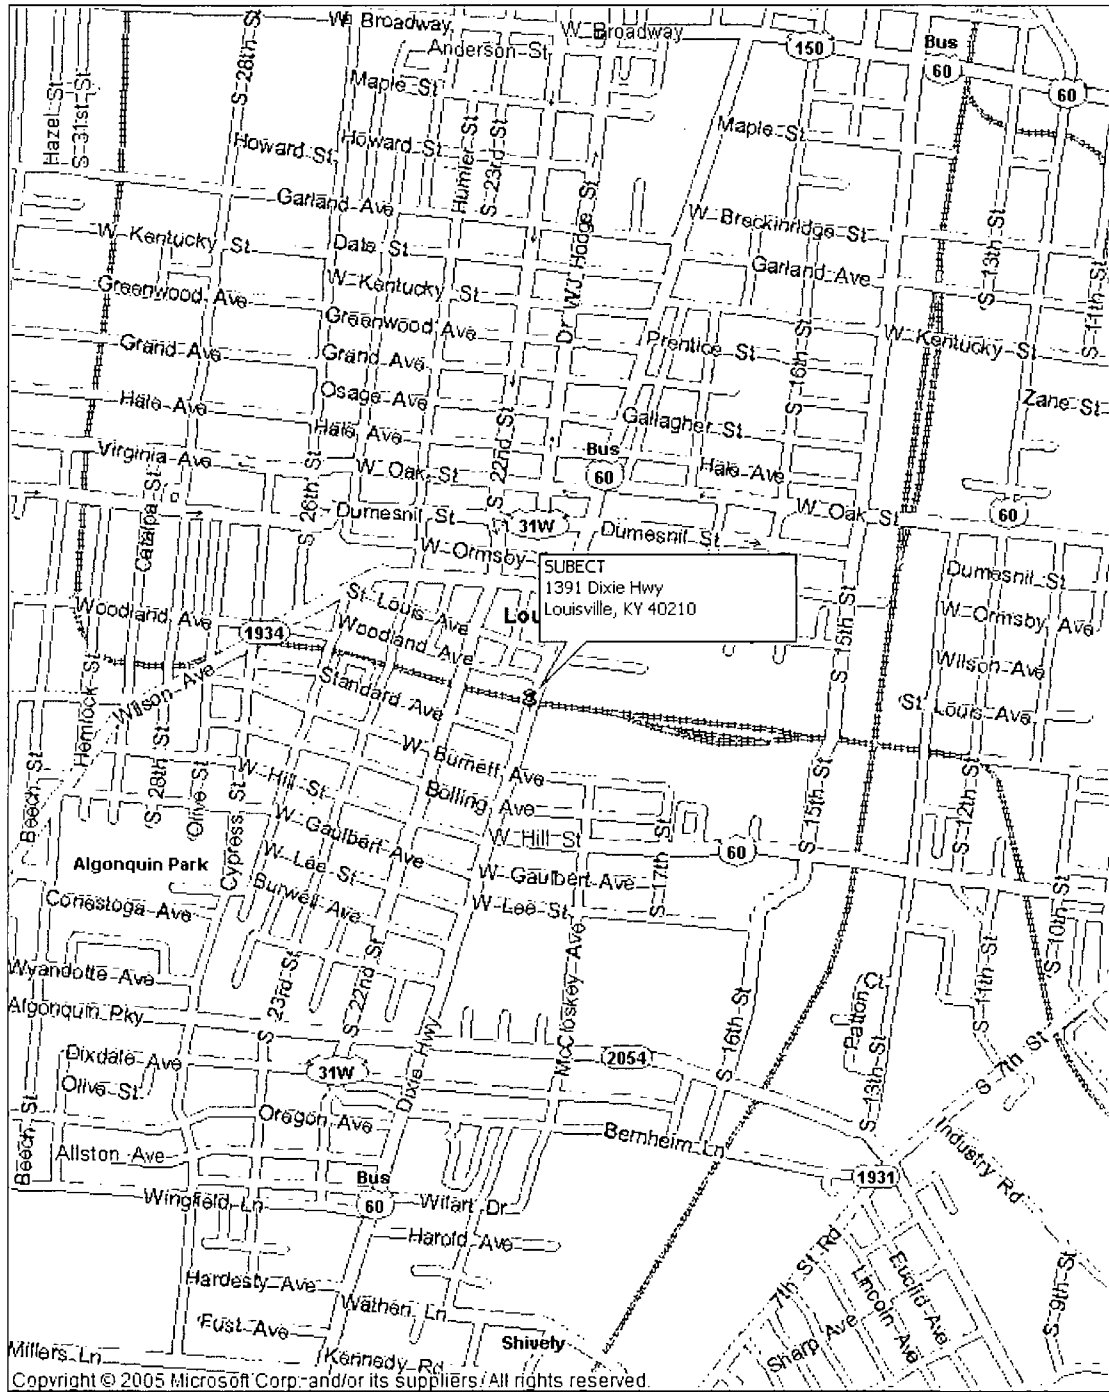 W Broadway
W Broadway
Anderson St
150
Bus
60
60
Maple St
Hazel St
S 31st St
S 28th St
Howard St
Howard St
Humler St
S 23rd St
Maple St
Garland Ave
W Breckinridge St
S 13th St
W Kentucky St
Date St
Dr WJ Hodge St
Garland Ave
S 11th St
Greenwood Ave
W Kentucky St
Greenwood Ave
Prentice St
S 16th St
W Kentucky St
Grand Ave
Grand Ave
Osage Ave
Zane St
Hale Ave
Hale Ave
S 22nd St
Gallagher St
Bus
60
Hale Ave
Virginia Ave
W Oak St
Catalpa St
S 26th St
Dumesnil St
31W
Dumesnil St
W Oak St
60
W Ormsby
SUBECT
1391 Dixie Hwy
Louisville, KY 40210
Dumesnil St
Woodland Ave
St Louis Ave
Lou
S 15th St
W Ormsby Ave
1934
Woodland Ave
Wilson Ave
Hemlock St
Wilson Ave
Standard Ave
St Louis Ave
W Burnett Ave
Beech St
S 28th St
Olive St
Cypress St
W Hill St
Bolling Ave
S 15th St
S 12th St
W Gaulbert Ave
W Hill St
S 17th St
60
Algonquin Park
W Lee St
W Gaulbert Ave
Burwell Ave
W Lee St
Conestoga Ave
S 10th St
Wyandotte Ave
S 23rd St
S 22nd St
McCloskey Ave
S 16th St
Patton Ct
S 11th St
Algonquin Pky
Dixie Hwy
2054
Dixdale Ave
31W
S 13th St
S 7th St
Olive St
Beech St
Oregon Ave
Bernheim Ln
Industry Rd
Allston Ave
Bus
60
1931
Wingfield Ln
Wilart Dr
Harold Ave
7th St Rd
Euclid Ave
Lincoln Ave
S 9th St
Hardesty Ave
Wathen Ln
Fust Ave
Shively
Sharp Ave
Millers Ln
Kennedy Rd
Copyright © 2005 Microsoft Corp. and/or its suppliers. All rights reserved.